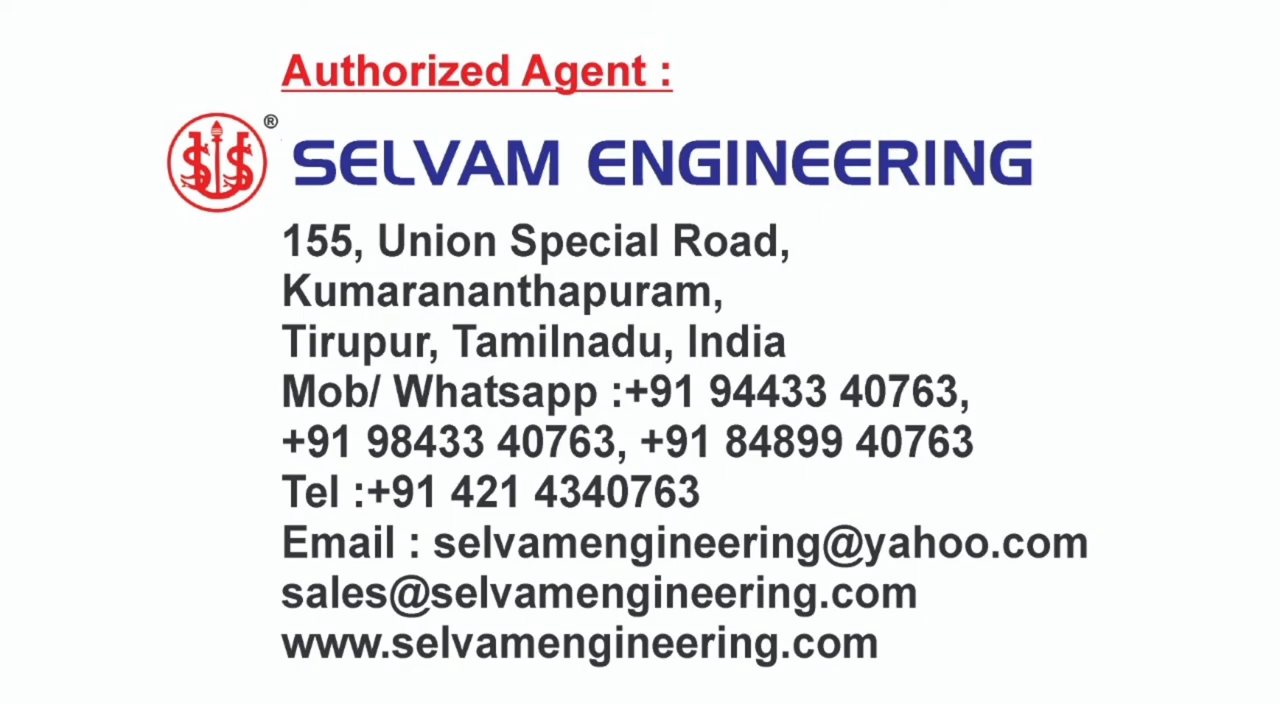 Authorized Agent :
® SELVAM ENGINEERING
155, Union Special Road,
Kumarananthapuram,
Tirupur, Tamilnadu, India
Mob/ Whatsapp :+91 94433 40763,
+91 98433 40763, +91 84899 40763
Tel :+91 421 4340763
Email : selvamengineering@yahoo.com
sales@selvamengineering.com
www.selvamengineering.com